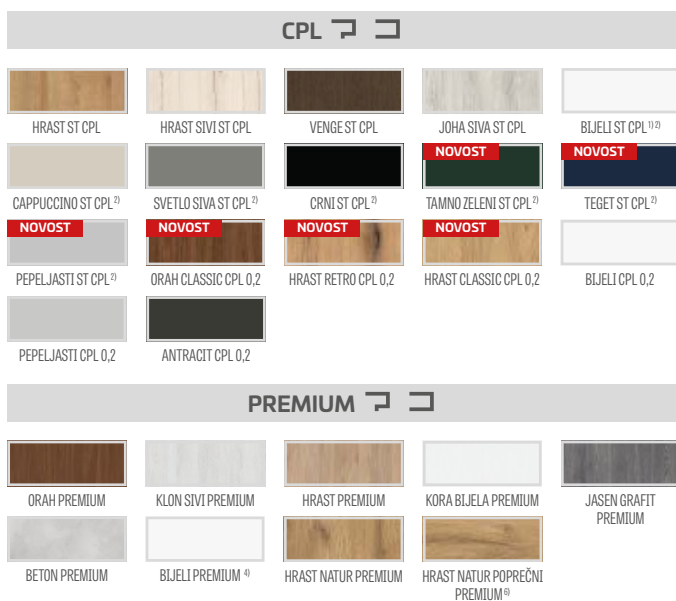 CPL
HRAST ST CPL
HRAST SIVI ST CPL
VENGE ST CPL
JOHA SIVA ST CPL
BIJELI ST CPL 1) 2)
NOVOST
NOVOST
CAPPUCCINO ST CPL 2)
SVETLO SIVA ST CPL 2)
CRNI ST CPL 2)
TAMNO ZELENI ST CPL 2)
TEGET ST CPL 2)
NOVOST
NOVOST
NOVOST
NOVOST
PEPELJASTI ST CPL 2)
ORAH CLASSIC CPL 0,2
HRAST RETRO CPL 0,2
HRAST CLASSIC CPL 0,2
BIJELI CPL 0,2
PEPELJASTI CPL 0,2
ANTRACIT CPL 0,2
PREMIUM
ORAH PREMIUM
KLON SIVI PREMIUM
HRAST PREMIUM
KORA BIJELA PREMIUM
JASEN GRAFIT
PREMIUM
BETON PREMIUM
BIJELI PREMIUM 4)
HRAST NATUR PREMIUM
HRAST NATUR POPREČNI
PREMIUM 6)